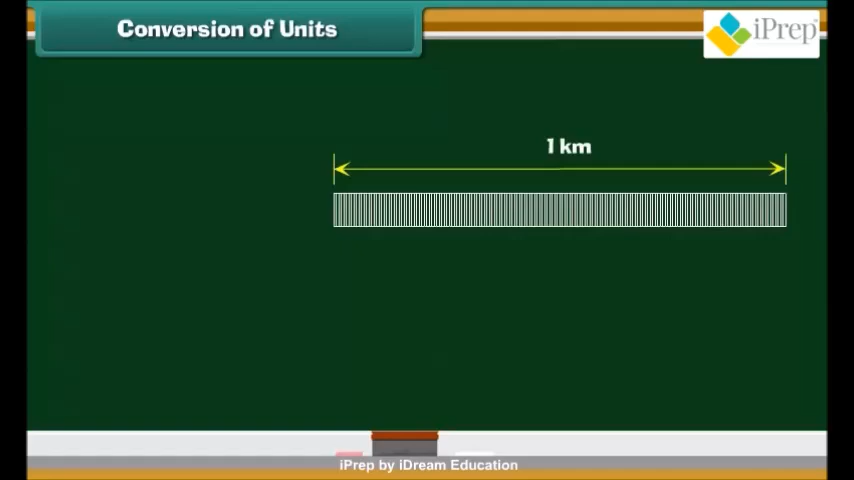 Conversion of Units
iPrep
1 km
iPrep by iDream Education